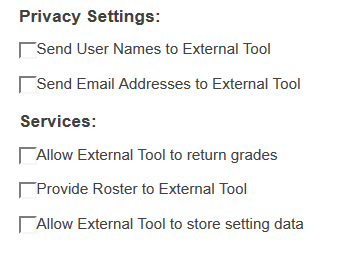 Privacy Settings:
Send User Names to External Tool
Send Email Addresses to External Tool
Services:
Allow External Tool to return grades
Provide Roster to External Tool
Allow External Tool to store setting data